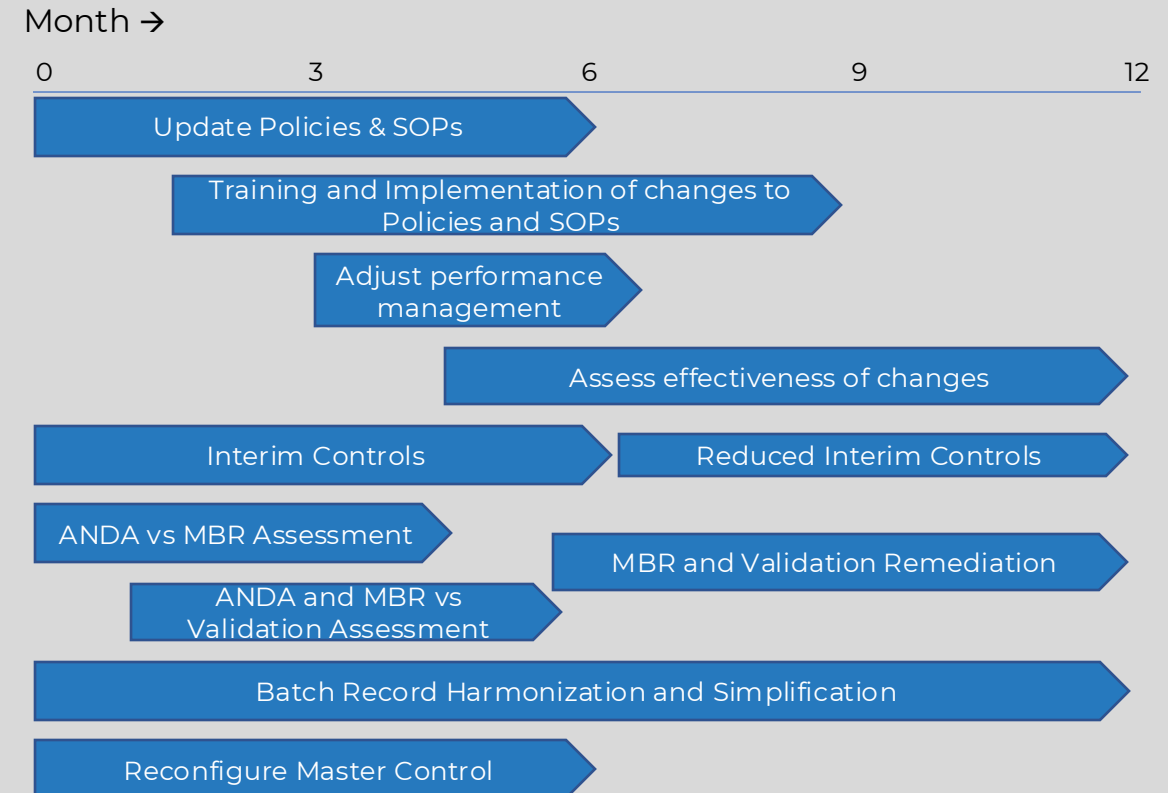 Month →
0 3 6 9 12
Update Policies & SOPs
Training and Implementation of changes to
Policies and SOPs
Adjust performance
management
Assess effectiveness of changes
Interim Controls
Reduced Interim Controls
ANDA vs MBR Assessment
MBR and Validation Remediation
ANDA and MBR vs
Validation Assessment
Batch Record Harmonization and Simplification
Reconfigure Master Control